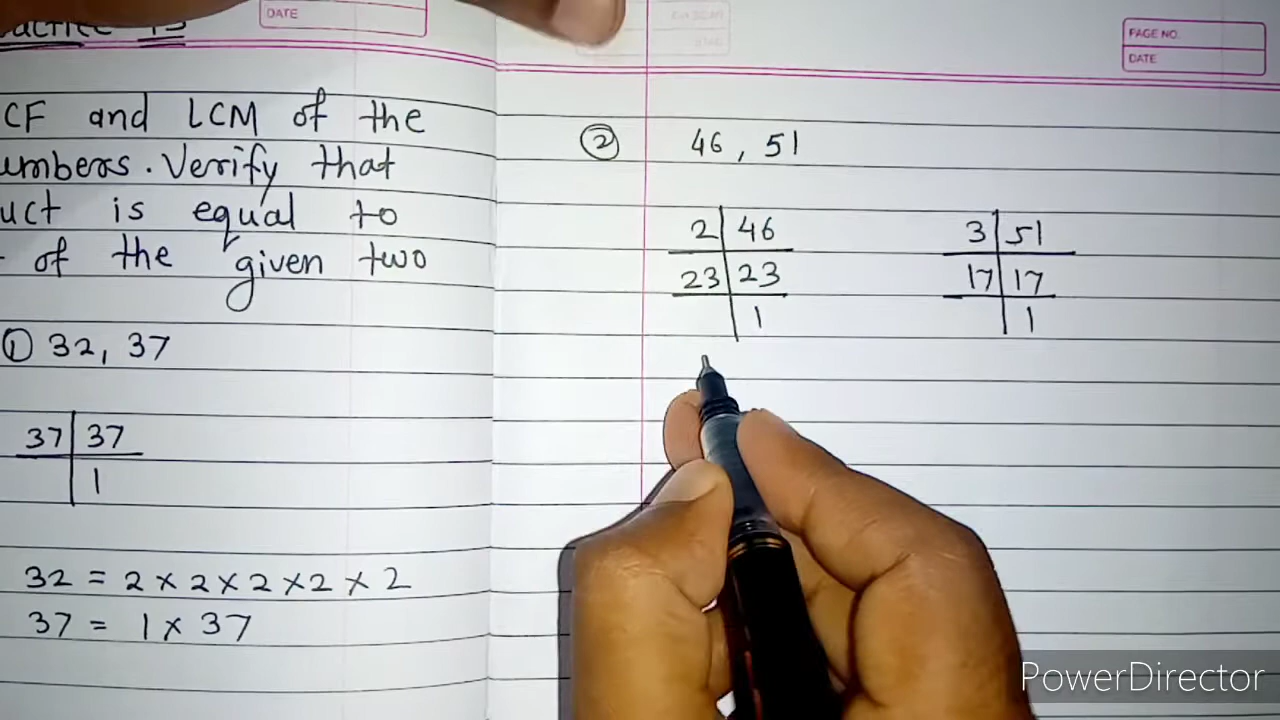 DATE
CF and LCM of the
umbers. Verify that
uct is equal to
of the given two
① 32, 37
37 | 37
1
32 = 2 × 2 × 2 × 2 × 2
37 = 1 × 37
PAGE NO.
DATE
② 46, 51
2 | 46 3 | 51
23 | 23 17 | 17
1 1
PowerDirector